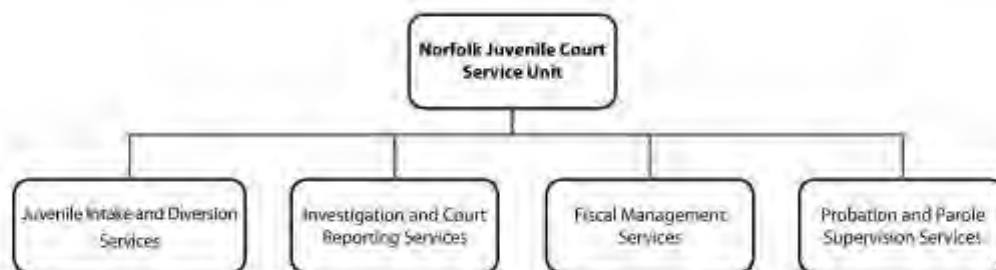 Norfolk Juvenile Court
Service Unit
Juvenile Intake and Diversion
Services
Investigation and Court
Reporting Services
Fiscal Management
Services
Probation and Parole
Supervision Services